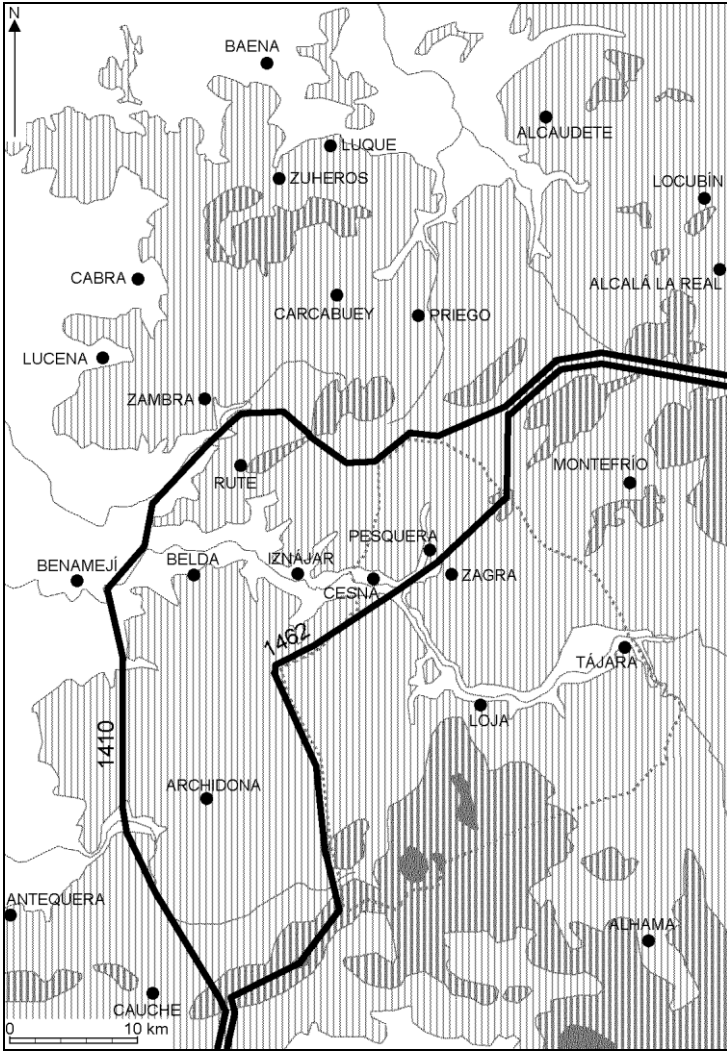 N
BAENA
ALCAUDETE
LUQUE
ZUHEROS
LOCUBÍN
CABRA
ALCALÁ LA REAL
CARCABUEY
PRIEGO
LUCENA
ZAMBRA
MONTEFRÍO
RUTE
PESQUERA
BENAMEJÍ
BELDA
IZNÁJAR
CESNA
ZAGRA
1462
TÁJARA
LOJA
1410
ARCHIDONA
ANTEQUERA
ALHAMA
CAUCHE
0 10 km